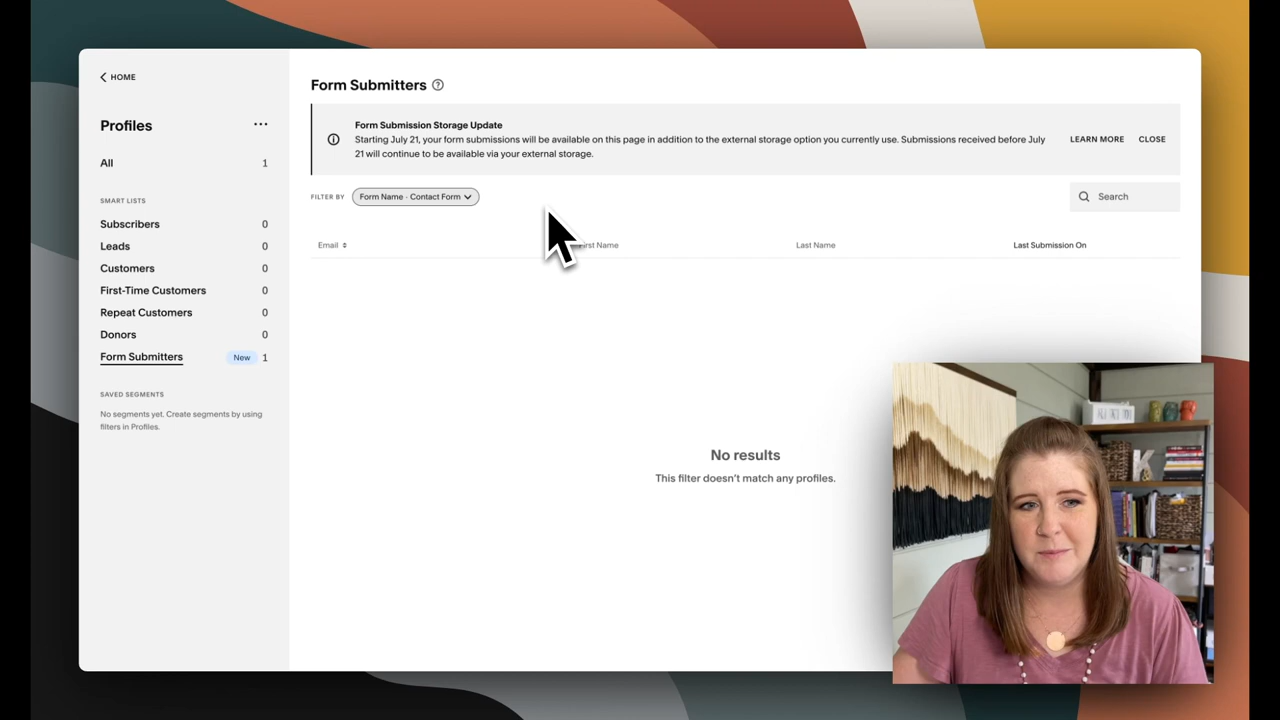 HOME
Profiles
All 1
SMART LISTS
Subscribers 0
Leads 0
Customers 0
First-Time Customers 0
Repeat Customers 0
Donors 0
Form Submitters New 1
SAVED SEGMENTS
No segments yet. Create segments by using
filters in Profiles.
Form Submitters ?
Form Submission Storage Update
Starting July 21, your form submissions will be available on this page in addition to the external storage option you currently use. Submissions received before July
21 will continue to be available via your external storage.
LEARN MORE CLOSE
FILTER BY Form Name · Contact Form
Search
Email First Name Last Name Last Submission On
No results
This filter doesn't match any profiles.
K